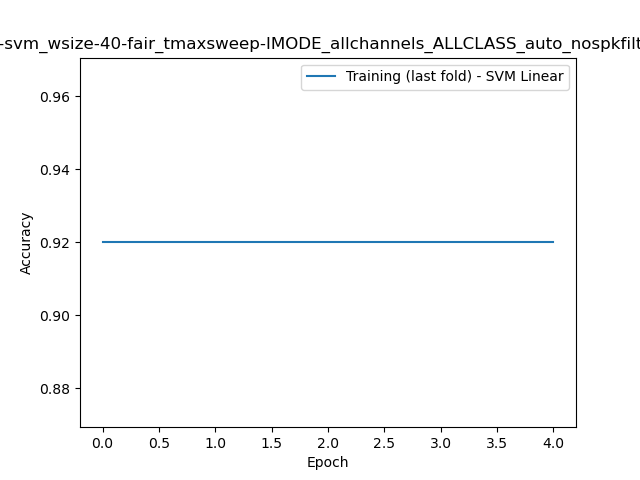 -svm_wsize-40-fair_tmaxsweep-IMODE_allchannels_ALLCLASS_auto_nospkfilt
Training (last fold) - SVM Linear
0.96
0.94
0.92
0.90
0.88
Accuracy
0.0 0.5 1.0 1.5 2.0 2.5 3.0 3.5 4.0
Epoch